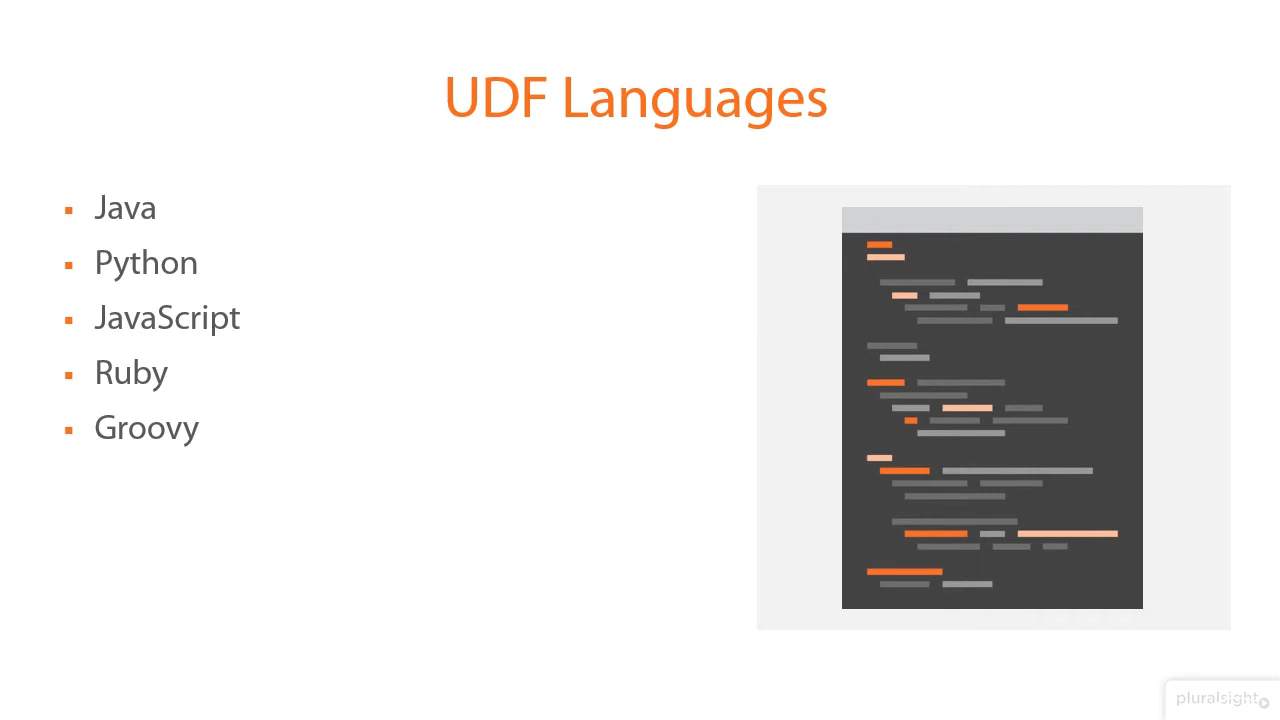 UDF Languages
Java
Python
JavaScript
Ruby
Groovy
pluralsight